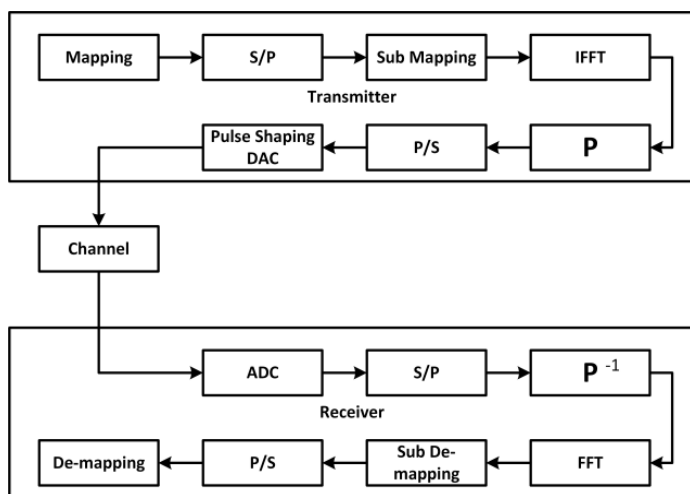 Mapping
S/P
Sub Mapping
IFFT
Transmitter
Pulse Shaping
DAC
P/S
P
Channel
ADC
S/P
P -1
Receiver
De-mapping
P/S
Sub De-
mapping
FFT